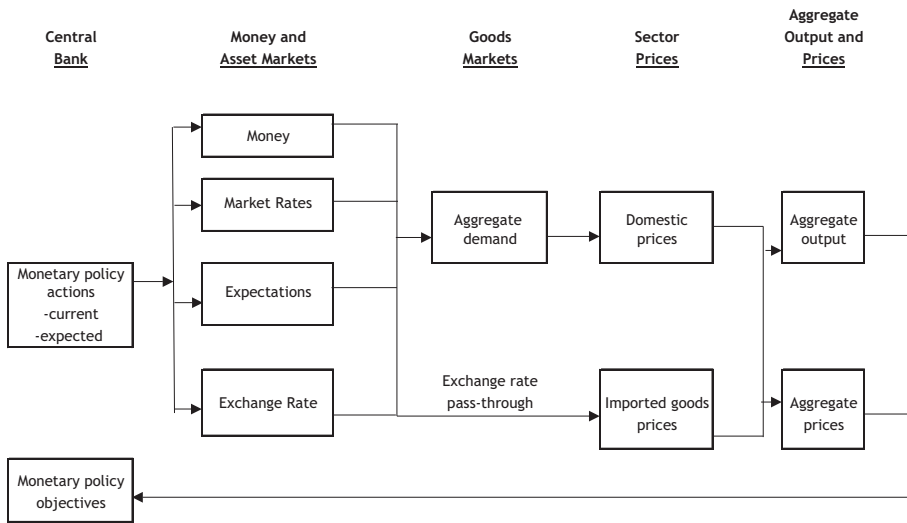 Central
Bank
Money and
Asset Markets
Goods
Markets
Sector
Prices
Aggregate
Output and
Prices
Money
Market Rates
Expectations
Exchange Rate
Monetary policy
actions
-current
-expected
Aggregate
demand
Domestic
prices
Aggregate
output
Exchange rate
pass-through
Imported goods
prices
Aggregate
prices
Monetary policy
objectives